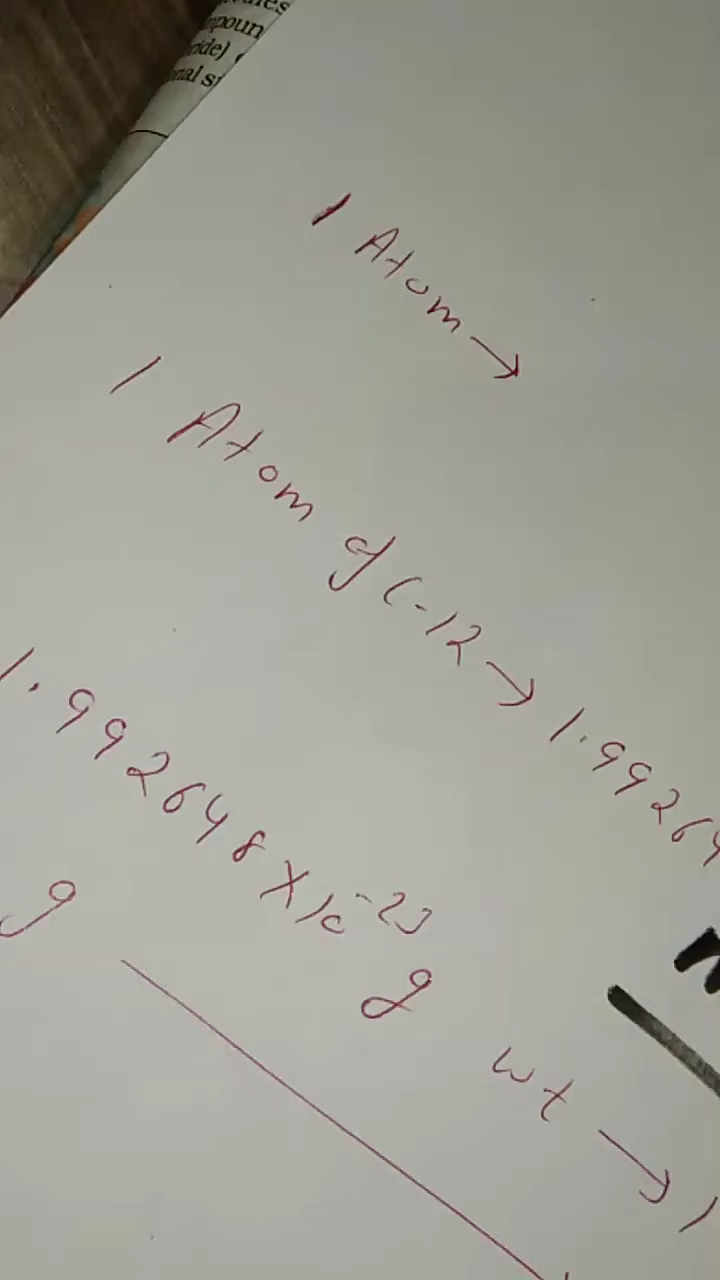 1 Atom →
1 Atom of C-12 → 1.99264
1.992648 X 10-23 g wt → 1
g